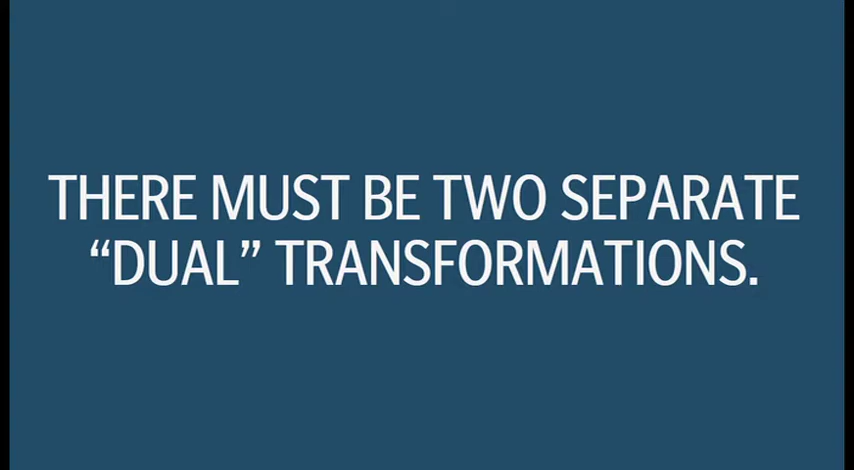 THERE MUST BE TWO SEPARATE
“DUAL” TRANSFORMATIONS.